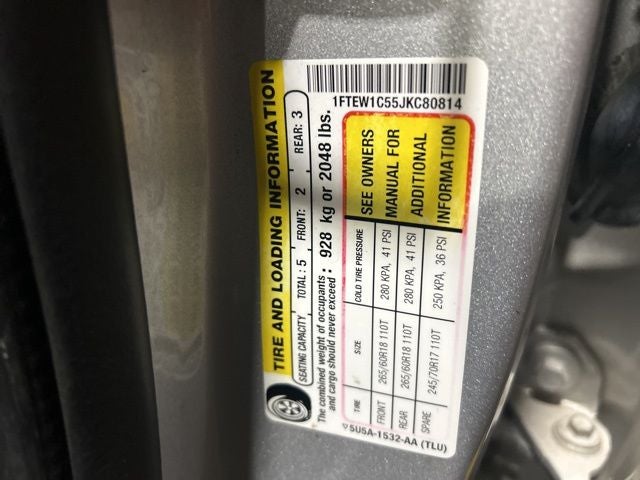 1FTEW1C55JKC80814
TIRE AND LOADING INFORMATION
SEATING CAPACITY TOTAL: 5 FRONT: 2 REAR: 3
The combined weight of occupants
and cargo should never exceed: 928 kg or 2048 lbs.
TIRE SIZE COLD TIRE PRESSURE SEE OWNERS
FRONT 265/60R18 110T 280 KPA, 41 PSI MANUAL FOR
REAR 265/60R18 110T 280 KPA, 41 PSI ADDITIONAL
SPARE 245/70R17 110T 250 KPA, 36 PSI INFORMATION
5U5A-1532-AA (TLU)